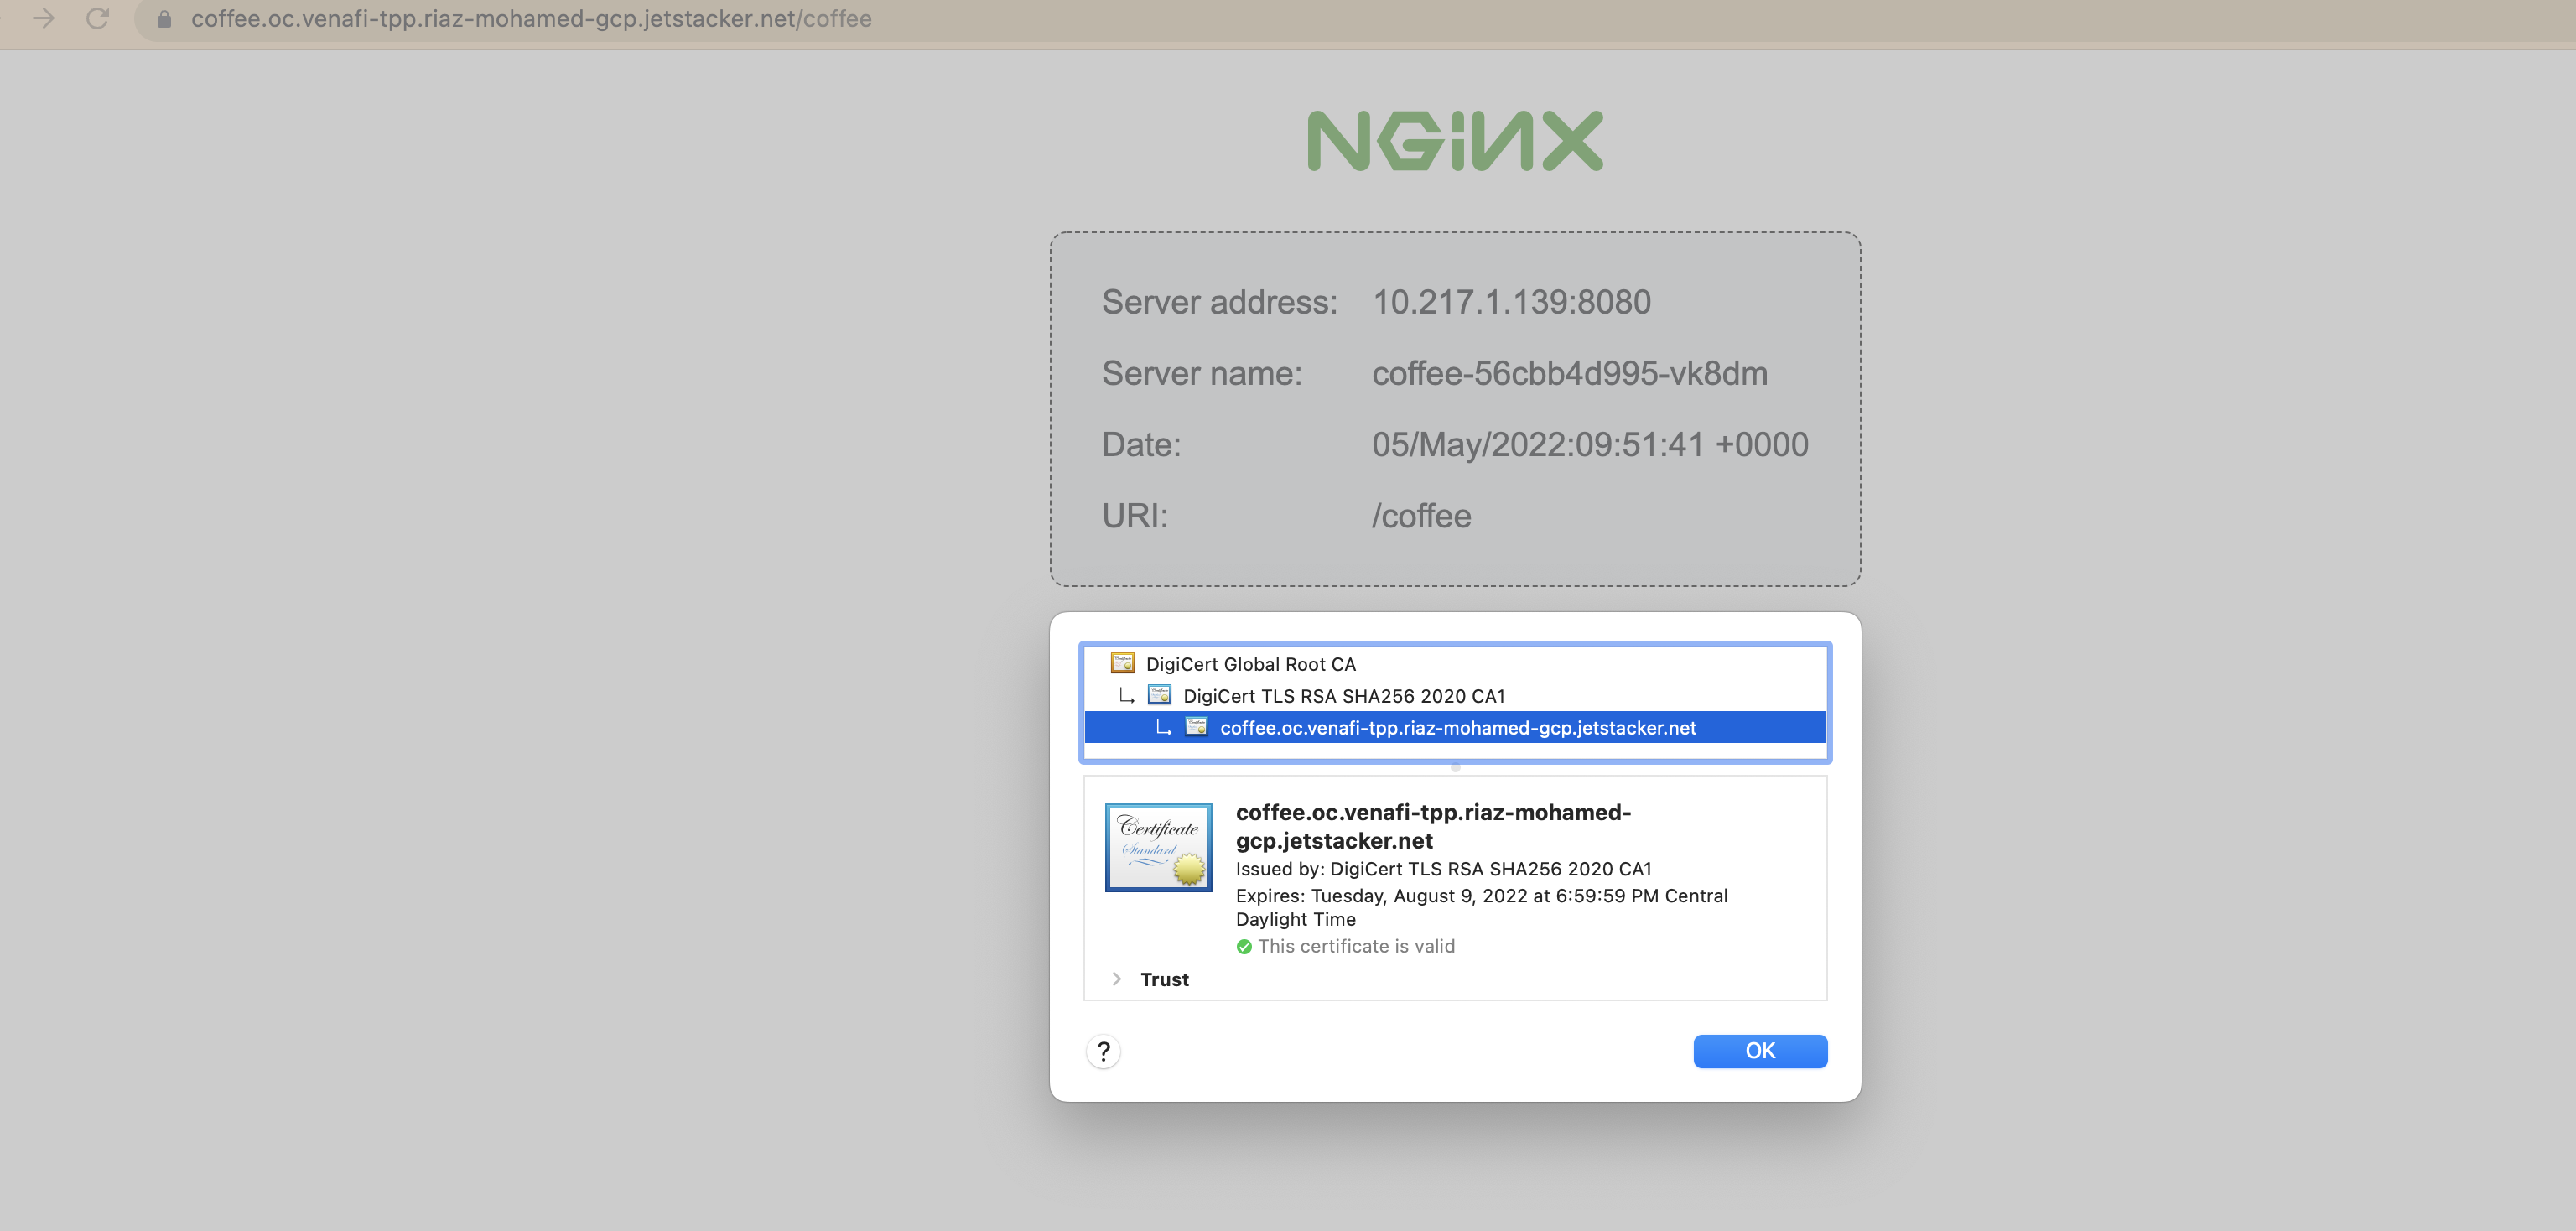 coffee.oc.venafi-tpp.riaz-mohamed-gcp.jetstacker.net/coffee
NGINX
Server address: 10.217.1.139:8080
Server name: coffee-56cbb4d995-vk8dm
Date: 05/May/2022:09:51:41 +0000
URI: /coffee
DigiCert Global Root CA
DigiCert TLS RSA SHA256 2020 CA1
coffee.oc.venafi-tpp.riaz-mohamed-gcp.jetstacker.net
Certificate
Standard
coffee.oc.venafi-tpp.riaz-mohamed-
gcp.jetstacker.net
Issued by: DigiCert TLS RSA SHA256 2020 CA1
Expires: Tuesday, August 9, 2022 at 6:59:59 PM Central
Daylight Time
This certificate is valid
Trust
?
OK